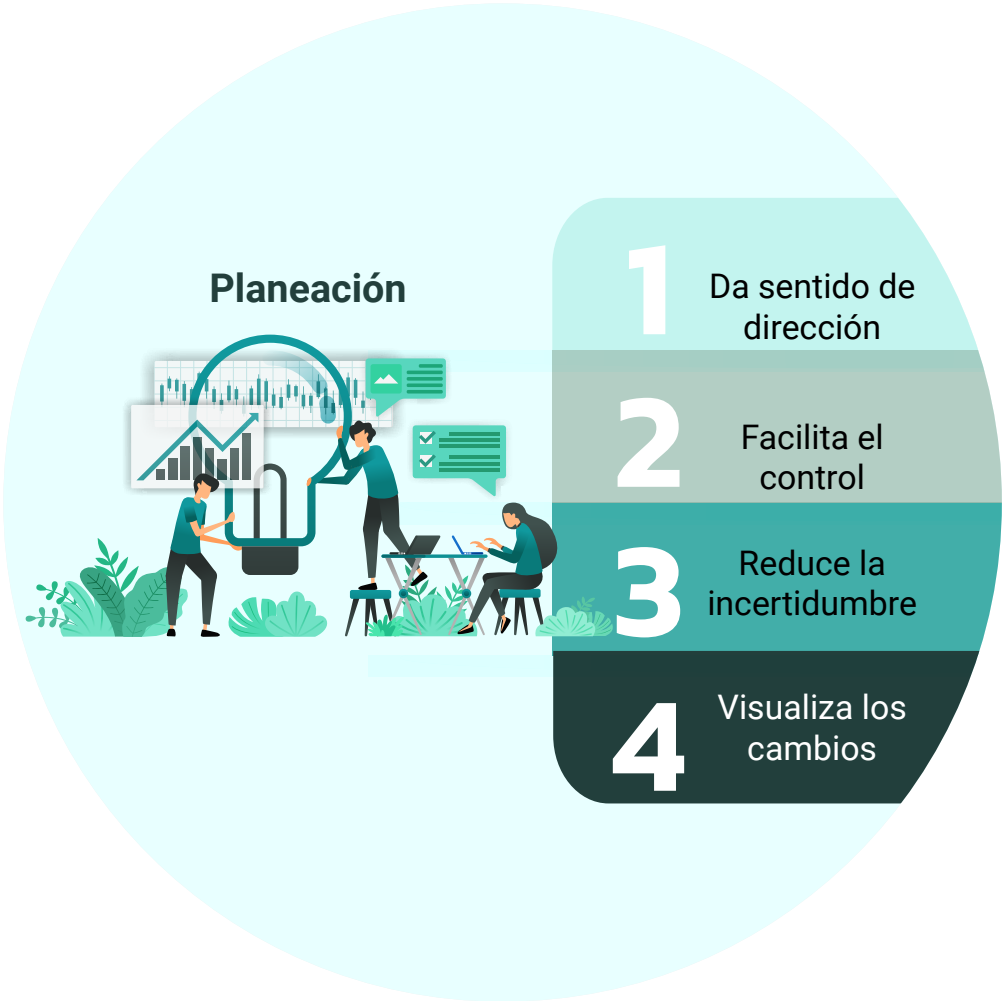 Planeación
1
Da sentido de
dirección
2
Facilita el
control
3
Reduce la
incertidumbre
4
Visualiza los
cambios